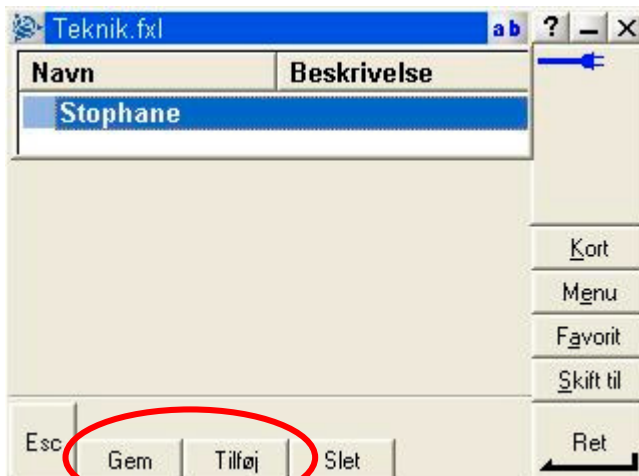 Teknik.fxl ab ? – X
Navn Beskrivelse
Stophane
Kort
Menu
Favorit
Skift til
Esc Gem Tilføj Slet Ret